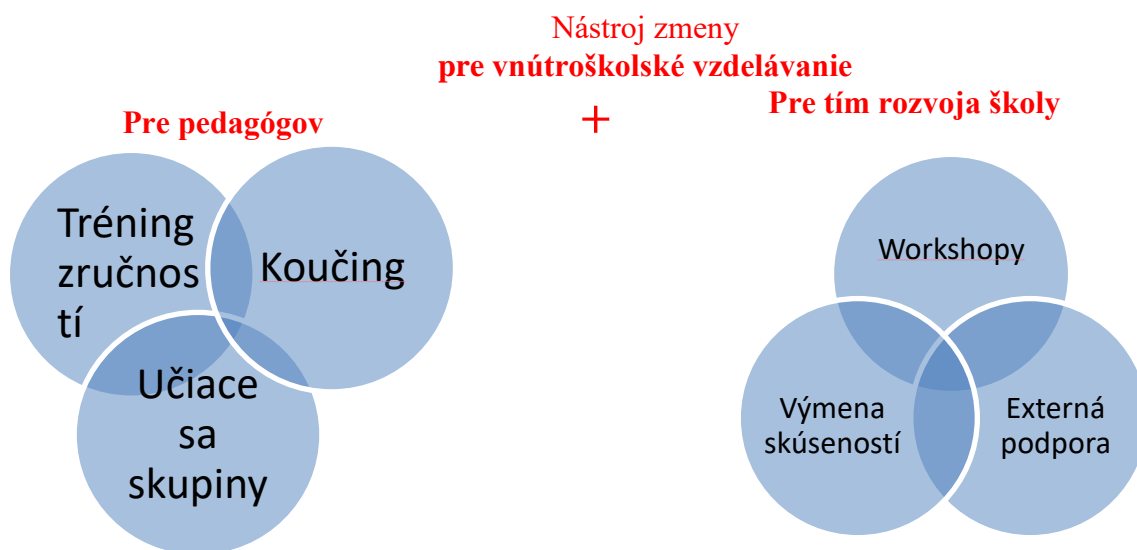 Nástroj zmeny
pre vnútroškolské vzdelávanie
+
Pre pedagógov
Pre tím rozvoja školy
Tréning
zručnos
tí
Koučing
Učiace
sa
skupiny
Workshopy
Výmena
skúseností
Externá
podpora